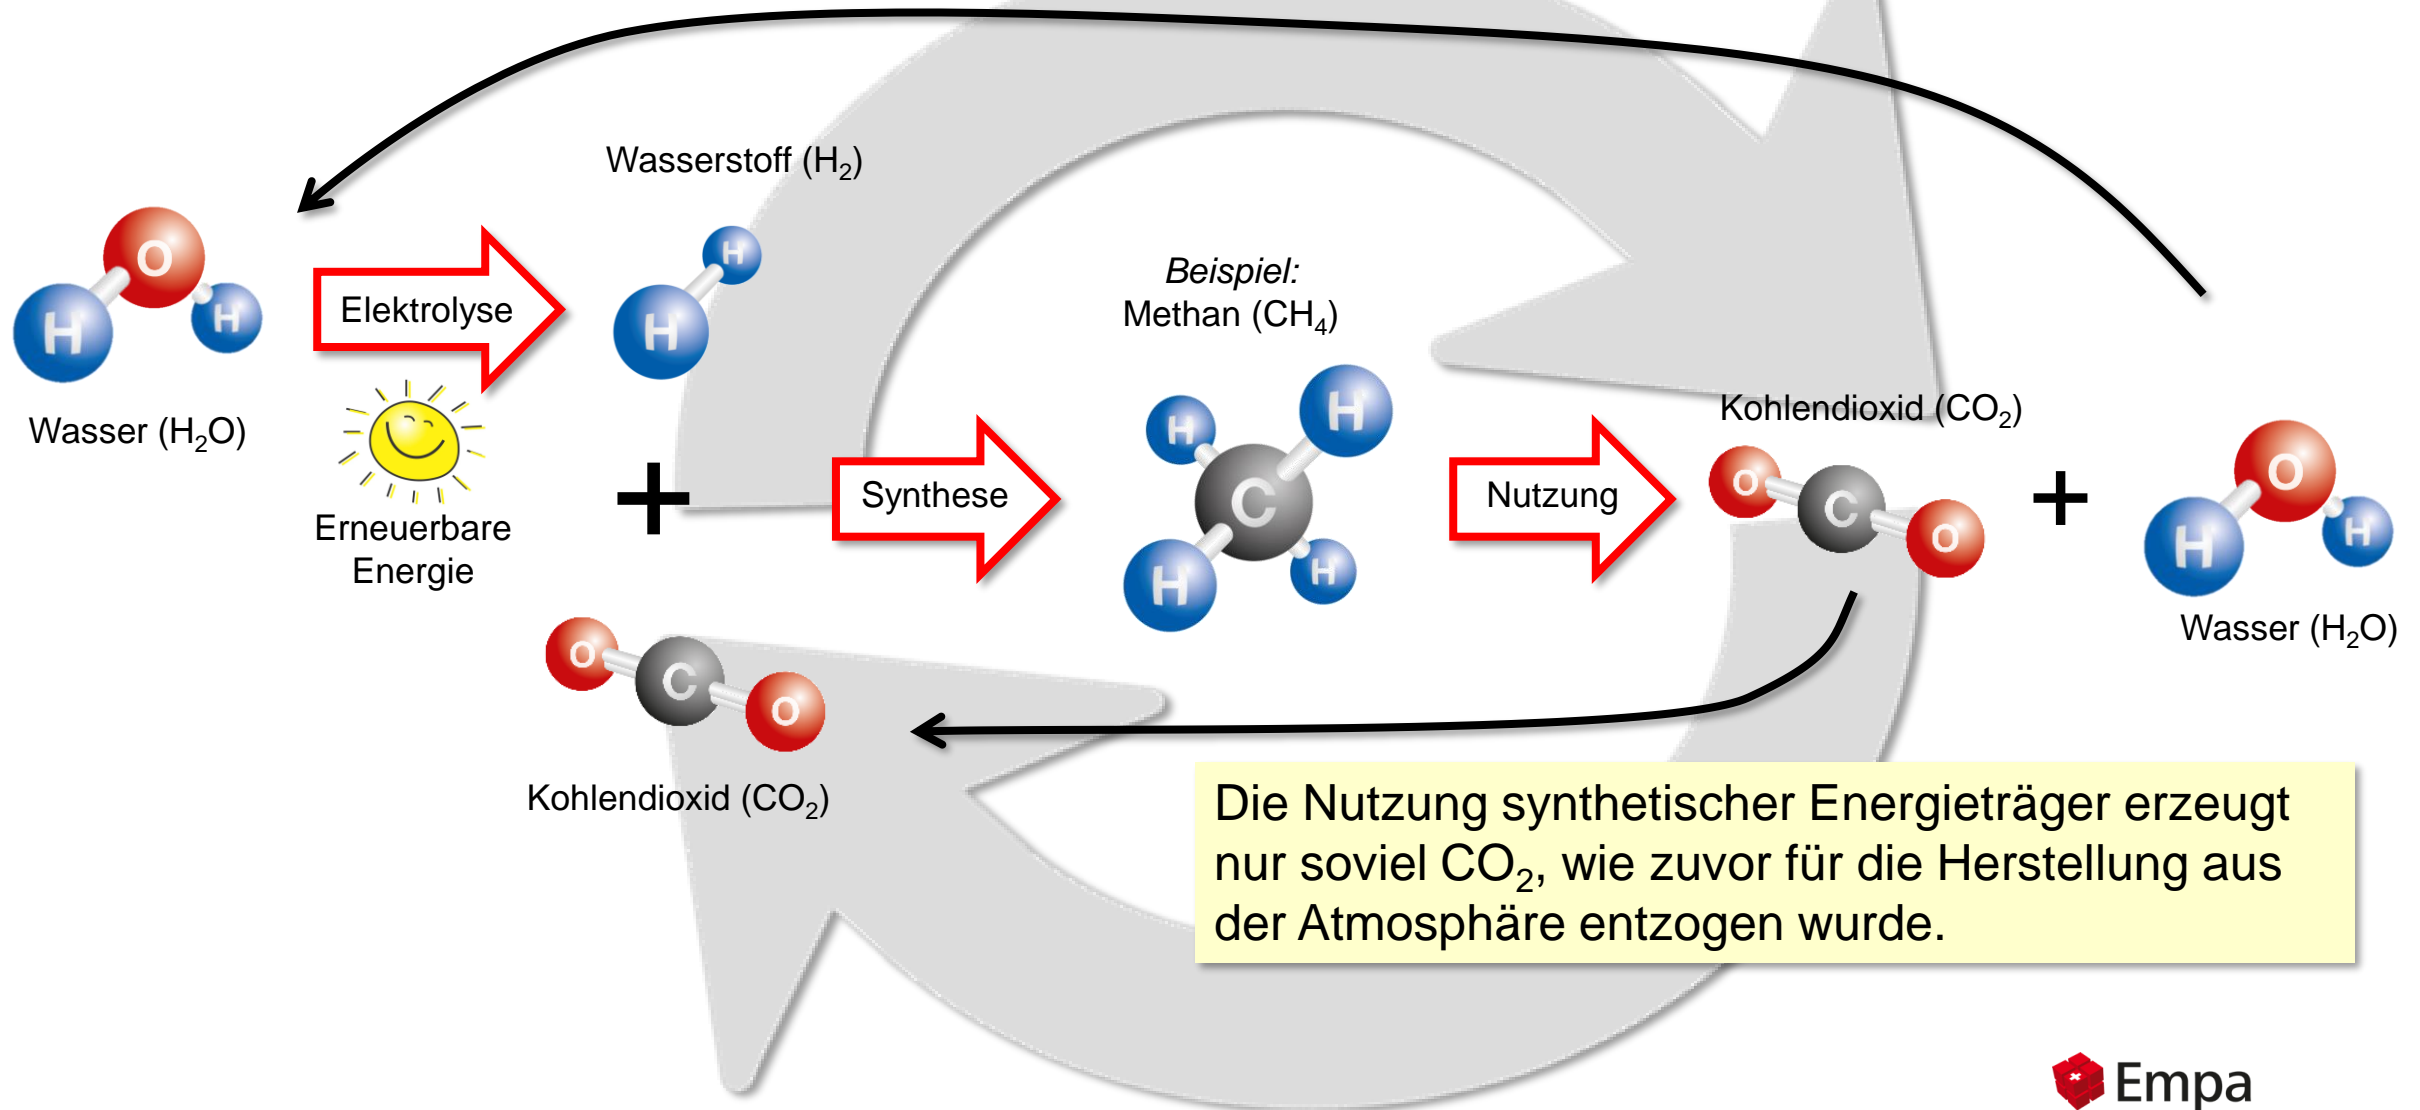 Wasserstoff (H₂)
O
H
H
Wasser (H₂O)
Elektrolyse
Erneuerbare
Energie
H
H
+
O
C
O
Kohlendioxid (CO₂)
Synthese
Beispiel:
Methan (CH₄)
H
H
C
H
H
Nutzung
Kohlendioxid (CO₂)
O
C
O
+
O
H
H
Wasser (H₂O)
Die Nutzung synthetischer Energieträger erzeugt
nur soviel CO₂, wie zuvor für die Herstellung aus
der Atmosphäre entzogen wurde.
Empa